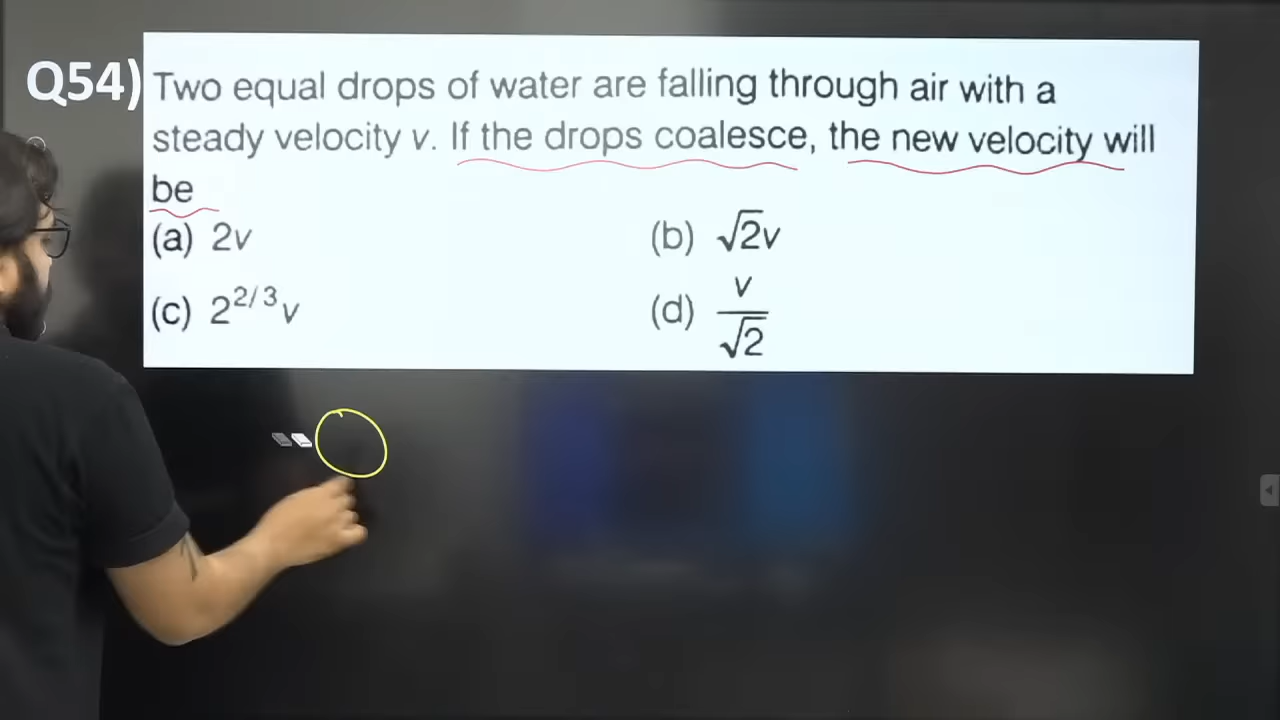 Q54) Two equal drops of water are falling through air with a
steady velocity v. If the drops coalesce, the new velocity will
be
(a) 2v (b) √2v
(c) 2^{2/3}v (d) v/√2